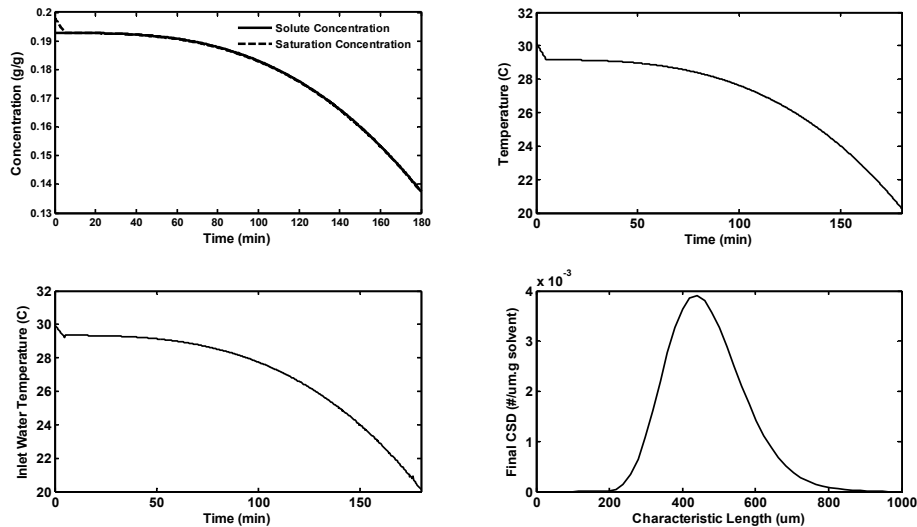 Solute Concentration
Saturation Concentration
0.2
0.19
0.18
0.17
0.16
0.15
0.14
0.13
Concentration (g/g)
0 20 40 60 80 100 120 140 160 180
Time (min)
32
30
28
26
24
22
20
Temperature (C)
0 50 100 150
Time (min)
32
30
28
26
24
22
20
Inlet Water Temperature (C)
0 50 100 150
Time (min)
x 10-3
4
3
2
1
0
Final CSD (#/um.g solvent)
0 200 400 600 800 1000
Characteristic Length (um)